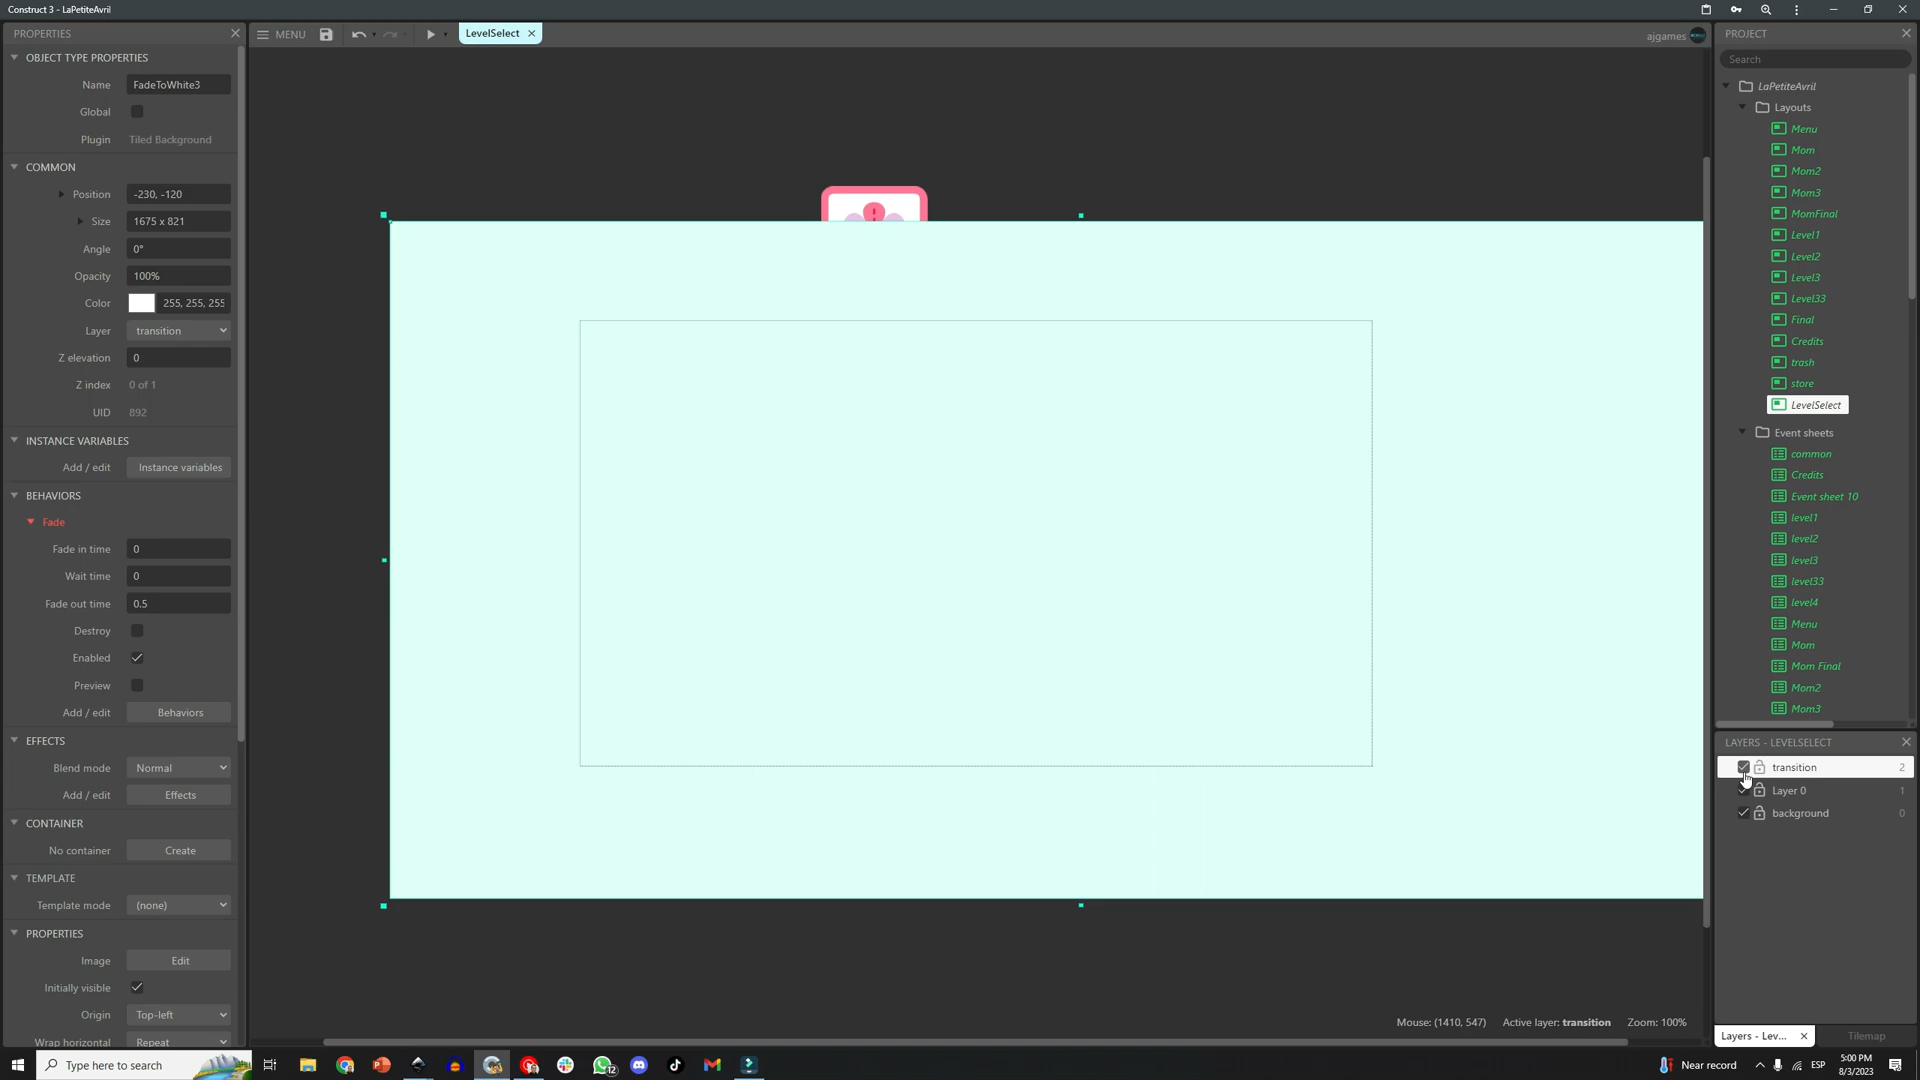 Construct 3 - LaPetiteAvril
PROPERTIES
OBJECT TYPE PROPERTIES
Name FadeToWhite3
Global
Plugin Tiled Background
COMMON
Position -230, -120
Size 1675 x 821
Angle 0°
Opacity 100%
Color 255, 255, 255
Layer transition
Z elevation 0
Z index 0 of 1
UID 892
INSTANCE VARIABLES
Add / edit Instance variables
BEHAVIORS
Fade
Fade in time 0
Wait time 0
Fade out time 0.5
Destroy
Enabled
Preview
Add / edit Behaviors
EFFECTS
Blend mode Normal
Add / edit Effects
CONTAINER
No container Create
TEMPLATE
Template mode (none)
PROPERTIES
Image Edit
Initially visible
Origin Top-left
Wrap horizontal Repeat
MENU
LevelSelect
ajgames
Mouse: (1410, 547) Active layer: transition Zoom: 100%
PROJECT
Search
LaPetiteAvril
Layouts
Menu
Mom
Mom2
Mom3
MomFinal
Level1
Level2
Level3
Level33
Final
Credits
trash
store
LevelSelect
Event sheets
common
Credits
Event sheet 10
level1
level2
level3
level33
level4
Menu
Mom
Mom Final
Mom2
Mom3
LAYERS - LEVELSELECT
transition 2
Layer 0 1
background 0
Layers - Lev...
Tilemap
Type here to search
12
Near record
ESP
5:00 PM
8/3/2023